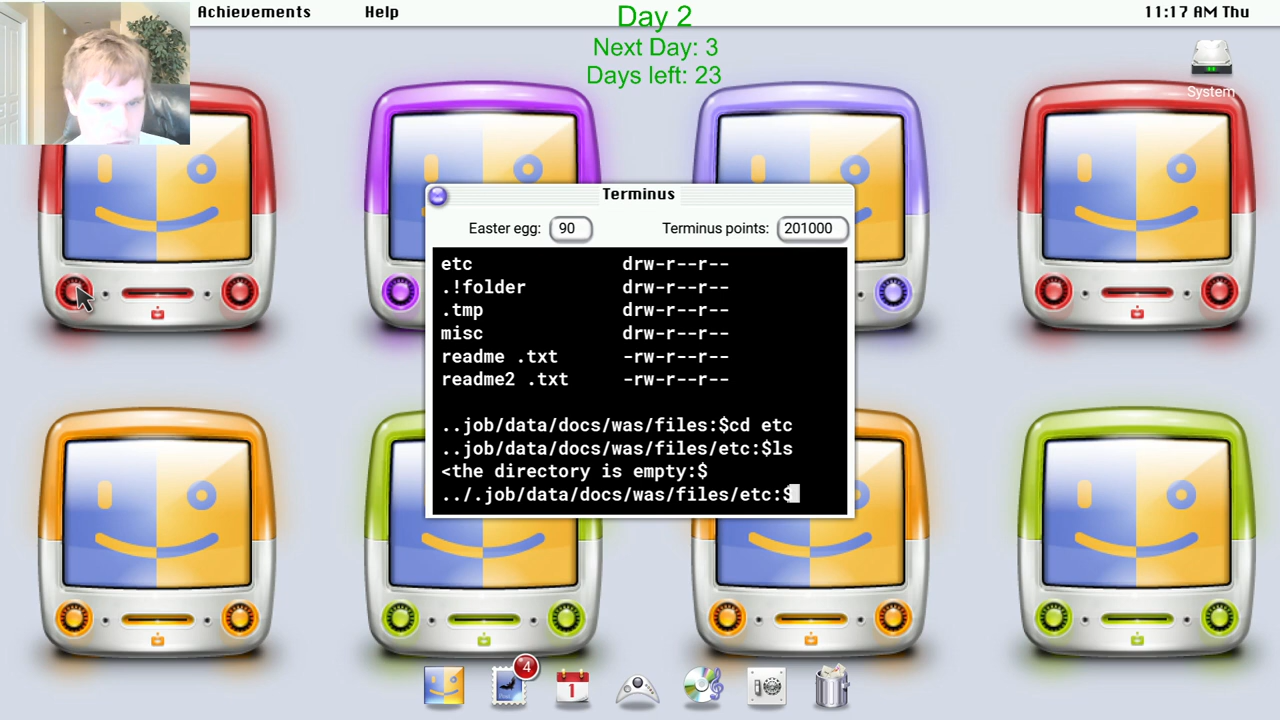 Achievements Help
Day 2
11:17 AM Thu
Next Day: 3
Days left: 23
System
Terminus
Easter egg: 90 Terminus points: 201000
etc drw-r--r--
.!folder drw-r--r--
.tmp drw-r--r--
misc drw-r--r--
readme .txt -rw-r--r--
readme2 .txt -rw-r--r--
..job/data/docs/was/files:$cd etc
..job/data/docs/was/files/etc:$ls
<the directory is empty:$
../.job/data/docs/was/files/etc:$
4
1